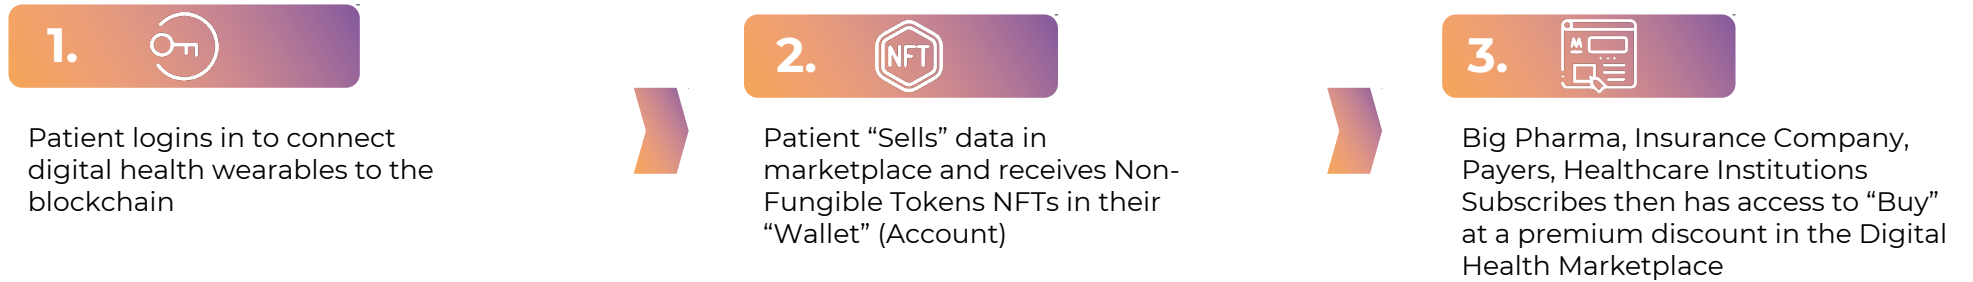 1.
Patient logins in to connect
digital health wearables to the
blockchain
2.
NFT
Patient “Sells” data in
marketplace and receives Non-
Fungible Tokens NFTs in their
“Wallet” (Account)
3.
M
Big Pharma, Insurance Company,
Payers, Healthcare Institutions
Subscribes then has access to “Buy”
at a premium discount in the Digital
Health Marketplace